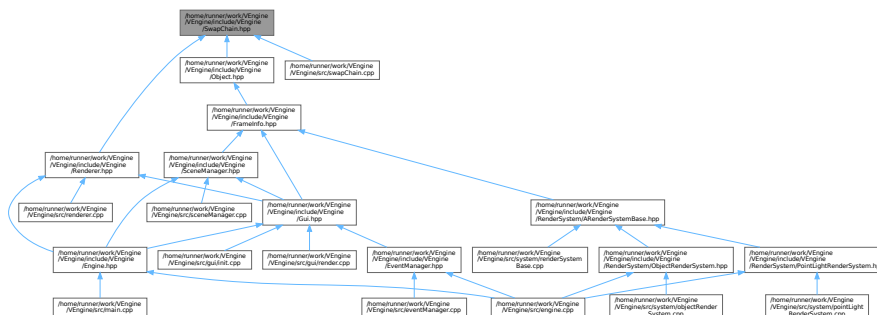 /home/runner/work/VEngine
/VEngine/include/VEngine
/SwapChain.hpp
/home/runner/work/VEngine
/VEngine/include/VEngine
/Object.hpp
/home/runner/work/VEngine
/VEngine/src/swapChain.cpp
/home/runner/work/VEngine
/VEngine/include/VEngine
/FrameInfo.hpp
/home/runner/work/VEngine
/VEngine/include/VEngine
/Renderer.hpp
/home/runner/work/VEngine
/VEngine/include/VEngine
/SceneManager.hpp
/home/runner/work/VEngine
/VEngine/src/renderer.cpp
/home/runner/work/VEngine
/VEngine/src/sceneManager.cpp
/home/runner/work/VEngine
/VEngine/include/VEngine
/Gui.hpp
/home/runner/work/VEngine
/VEngine/include/VEngine
/RenderSystem/ARenderSystemBase.hpp
/home/runner/work/VEngine
/VEngine/include/VEngine
/Engine.hpp
/home/runner/work/VEngine
/VEngine/src/gui/init.cpp
/home/runner/work/VEngine
/VEngine/src/gui/render.cpp
/home/runner/work/VEngine
/VEngine/include/VEngine
/EventManager.hpp
/home/runner/work/VEngine
/VEngine/src/system/renderSystem
Base.cpp
/home/runner/work/VEngine
/VEngine/include/VEngine
/RenderSystem/ObjectRenderSystem.hpp
/home/runner/work/VEngine
/VEngine/include/VEngine
/RenderSystem/PointLightRenderSystem.h
/home/runner/work/VEngine
/VEngine/src/main.cpp
/home/runner/work/VEngine
/VEngine/src/eventManager.cpp
/home/runner/work/VEngine
/VEngine/src/engine.cpp
/home/runner/work/VEngine
/VEngine/src/system/objectRender
System.cpp
/home/runner/work/VEngine
/VEngine/src/system/pointLight
RenderSystem.cpp